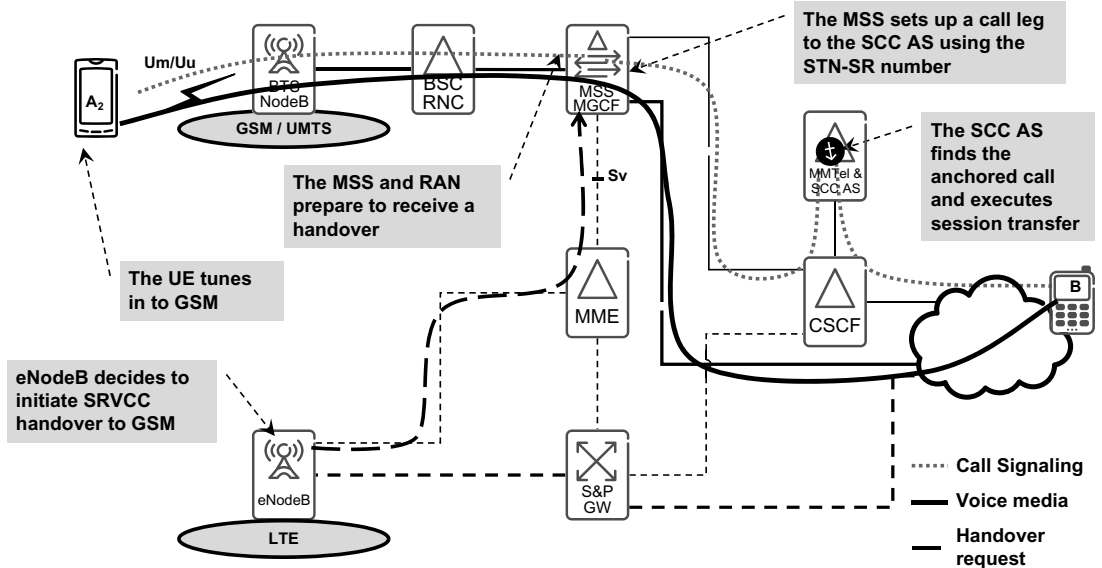 The MSS sets up a call leg
to the SCC AS using the
STN-SR number
Um/Uu
A2
BTS
NodeB
BSC
RNC
MSS
MGCF
GSM / UMTS
The SCC AS
finds the
anchored call
and executes
session transfer
MMTel &
SCC AS
The MSS and RAN
prepare to receive a
handover
Sv
The UE tunes
in to GSM
MME
CSCF
B
eNodeB decides to
initiate SRVCC
handover to GSM
eNodeB
S&P
GW
LTE
Call Signaling
Voice media
Handover
request